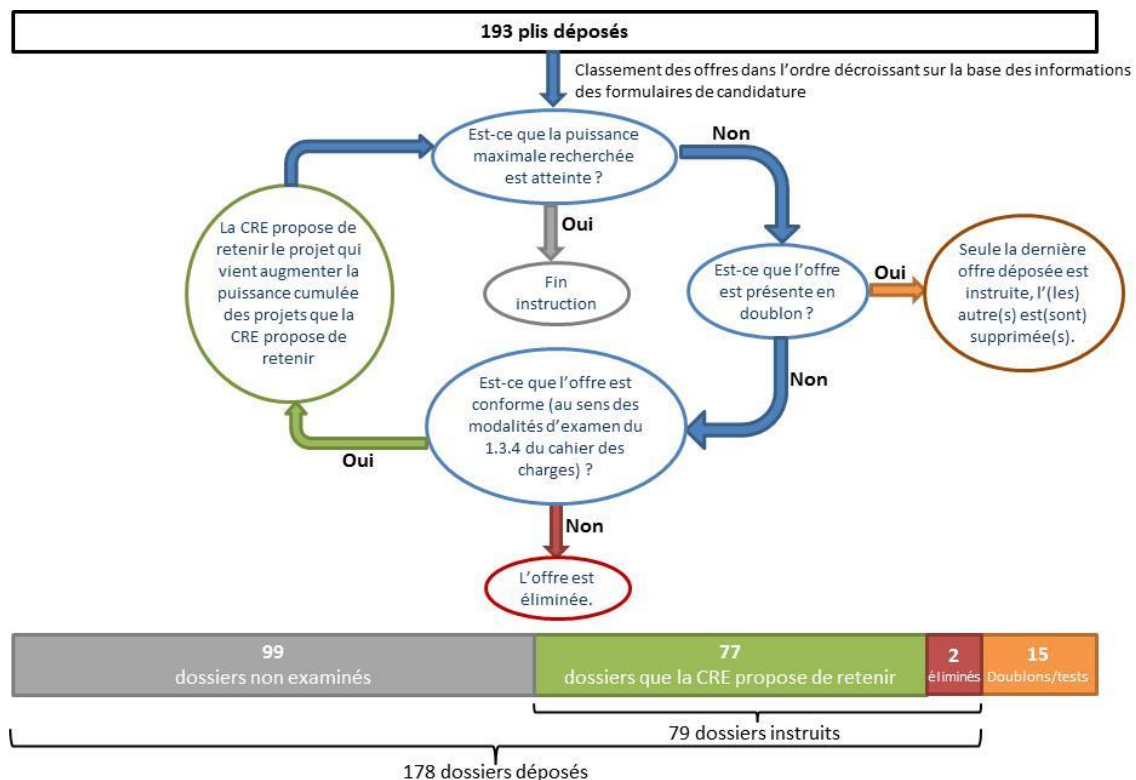 193 plis déposés
Classement des offres dans l'ordre décroissant sur la base des informations
des formulaires de candidature
Est-ce que la puissance
maximale recherchée
est atteinte ?
Non
Oui
Fin
instruction
La CRE propose de
retenir le projet qui
vient augmenter la
puissance cumulée
des projets que la
CRE propose de
retenir
Est-ce que l'offre
est présente en
doublon ?
Oui
Seule la dernière
offre déposée est
instruite, l'(les)
autre(s) est(sont)
supprimée(s).
Non
Est-ce que l'offre est
conforme (au sens des
modalités d'examen du
1.3.4 du cahier des
charges) ?
Oui
Non
L'offre est
éliminée.
99
dossiers non examinés
77
dossiers que la CRE propose de retenir
2
éliminés
15
Doublons/tests
79 dossiers instruits
178 dossiers déposés